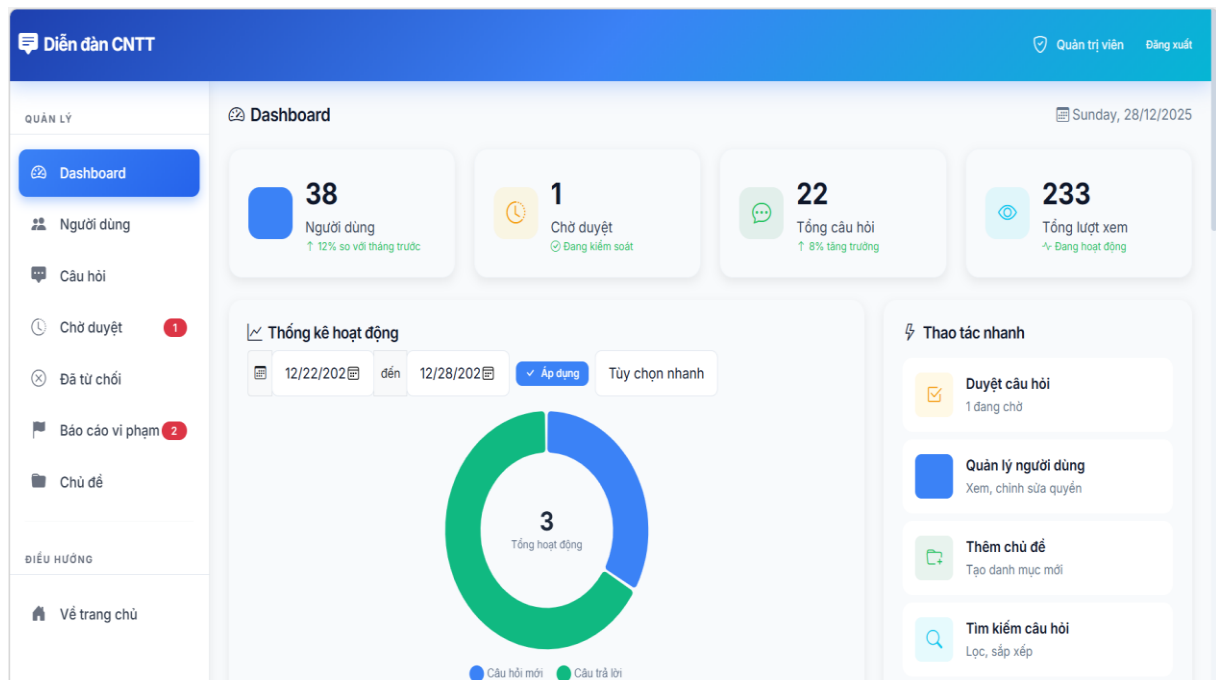 Diễn đàn CNTT
Quản trị viên
Đăng xuất
QUẢN LÝ
Dashboard
Người dùng
Câu hỏi
Chờ duyệt 1
Đã từ chối
Báo cáo vi phạm 2
Chủ đề
ĐIỀU HƯỚNG
Về trang chủ
Dashboard
Sunday, 28/12/2025
38
Người dùng
↑ 12% so với tháng trước
1
Chờ duyệt
Đang kiểm soát
22
Tổng câu hỏi
↑ 8% tăng trưởng
233
Tổng lượt xem
Đang hoạt động
Thống kê hoạt động
12/22/202 đến 12/28/202 Áp dụng Tùy chọn nhanh
3
Tổng hoạt động
Câu hỏi mới Câu trả lời
Thao tác nhanh
Duyệt câu hỏi
1 đang chờ
Quản lý người dùng
Xem, chỉnh sửa quyền
Thêm chủ đề
Tạo danh mục mới
Tìm kiếm câu hỏi
Lọc, sắp xếp